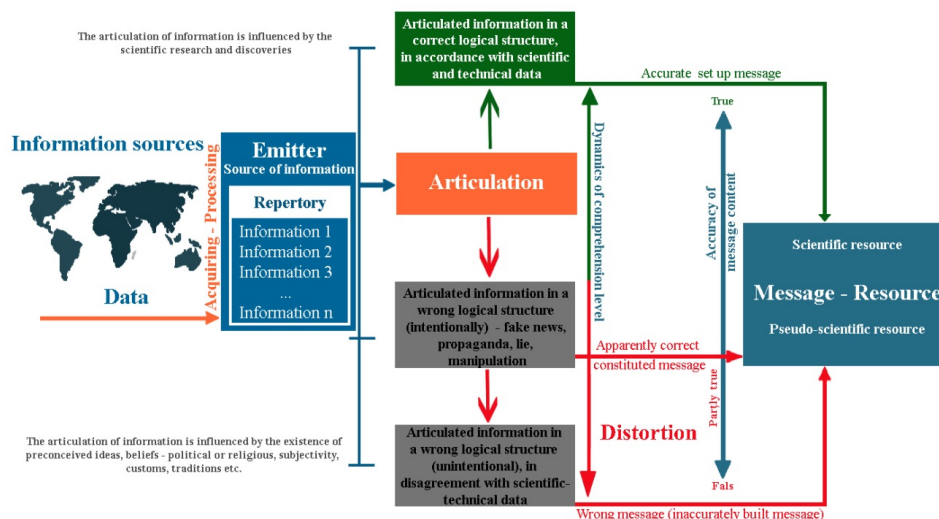 The articulation of information is influenced by the
scientific research and discoveries
Articulated information in a
correct logical structure,
in accordance with scientific
and technical data
Accurate set up message
Information sources
Data
Acquiring - Processing
Emitter
Source of information
Repertory
Information 1
Information 2
Information 3
...
Information n
Articulation
Dynamics of
comprehension level
True
Accuracy of
message content
Partly true
Fals
Scientific resource
Message - Resource
Pseudo-scientific resource
Articulated information in a
wrong logical structure
(intentionally) - fake news,
propaganda, lie,
manipulation
Apparently correct
constituted message
Distortion
The articulation of information is influenced by the existence of
preconceived ideas, beliefs - political or religious, subjectivity,
customs, traditions etc.
Articulated information in
a wrong logical structure
(unintentional), in
disagreement with scientific-
technical data
Wrong message (inaccurately built message)